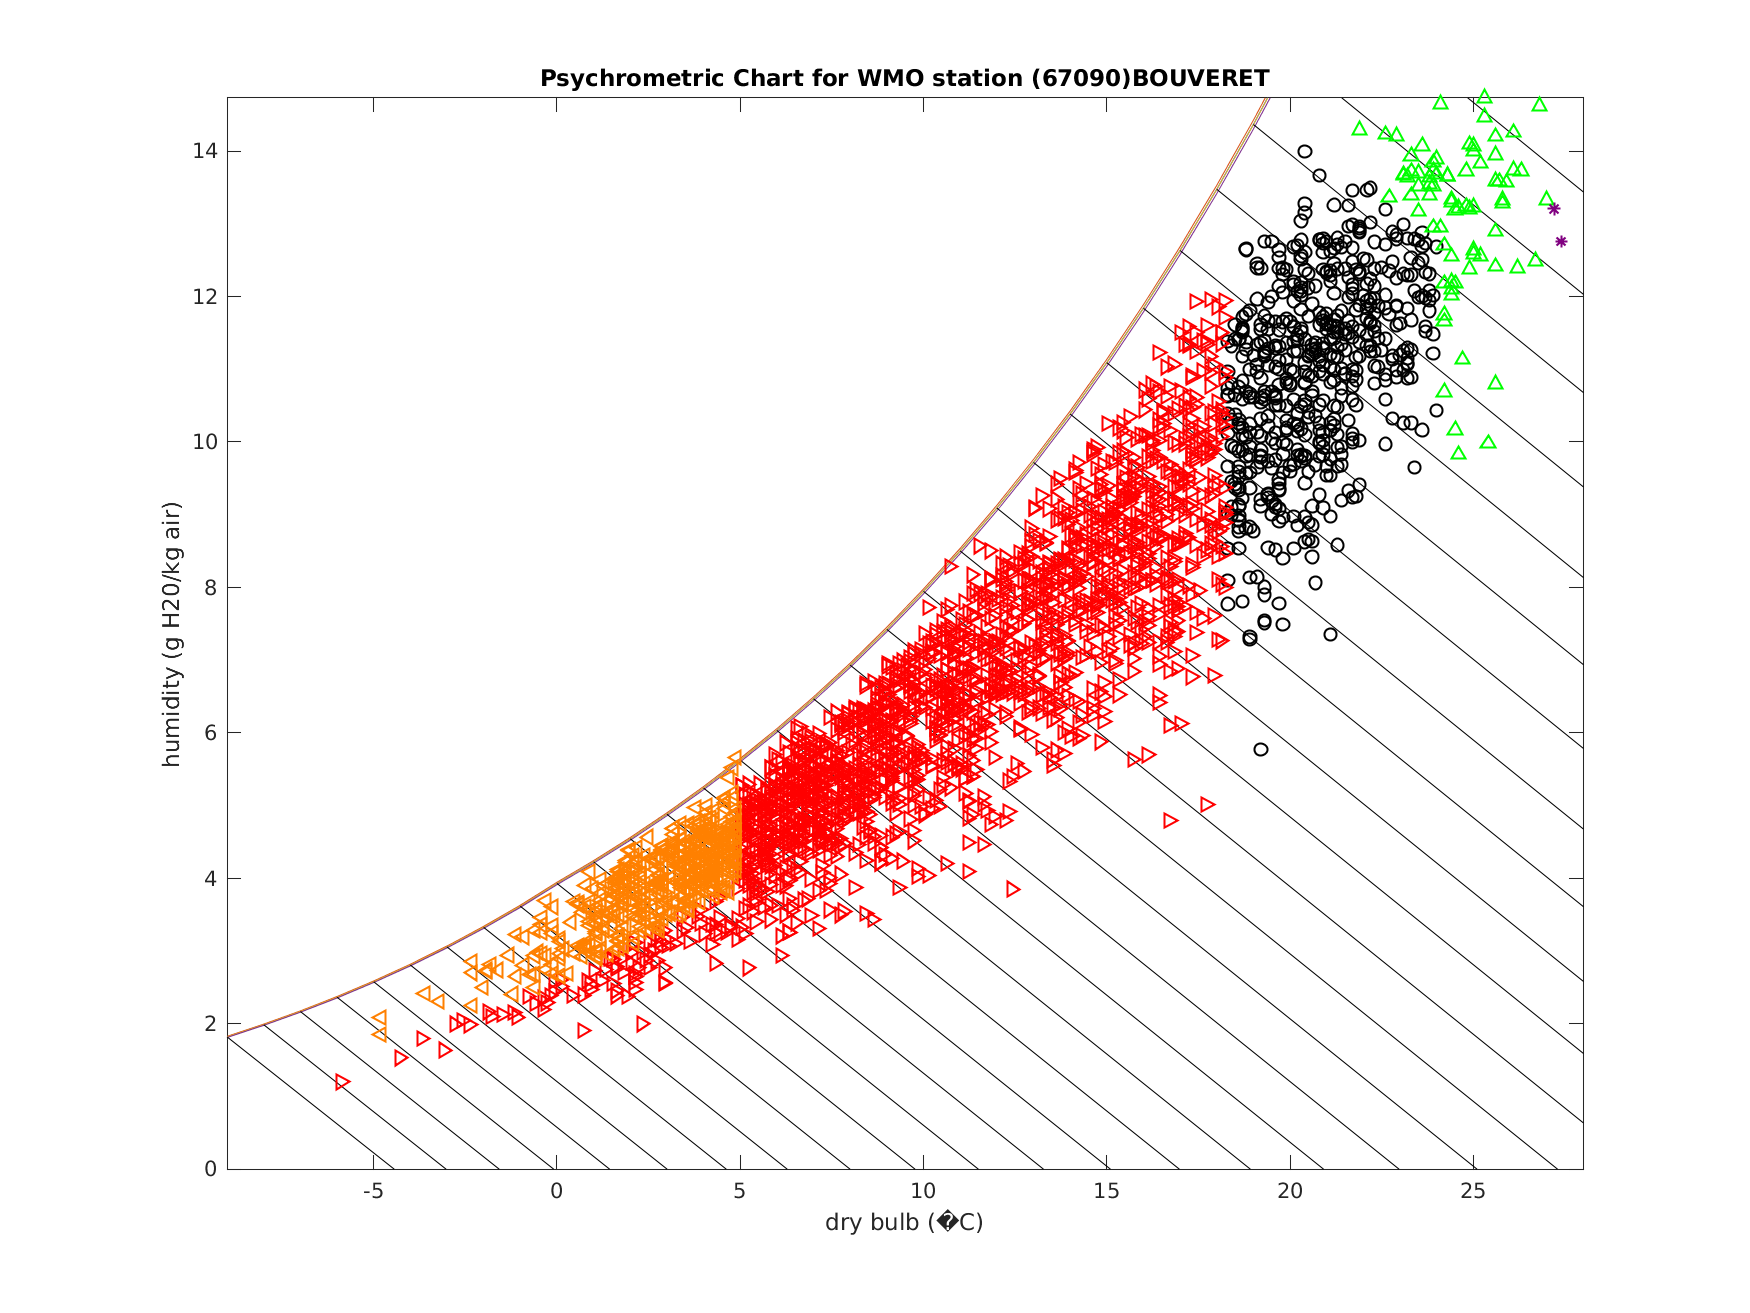 Psychrometric Chart for WMO station (67090)BOUVERET
14
12
10
8
6
4
2
0
humidity (g H20/kg air)
-5 0 5 10 15 20 25
dry bulb (�C)